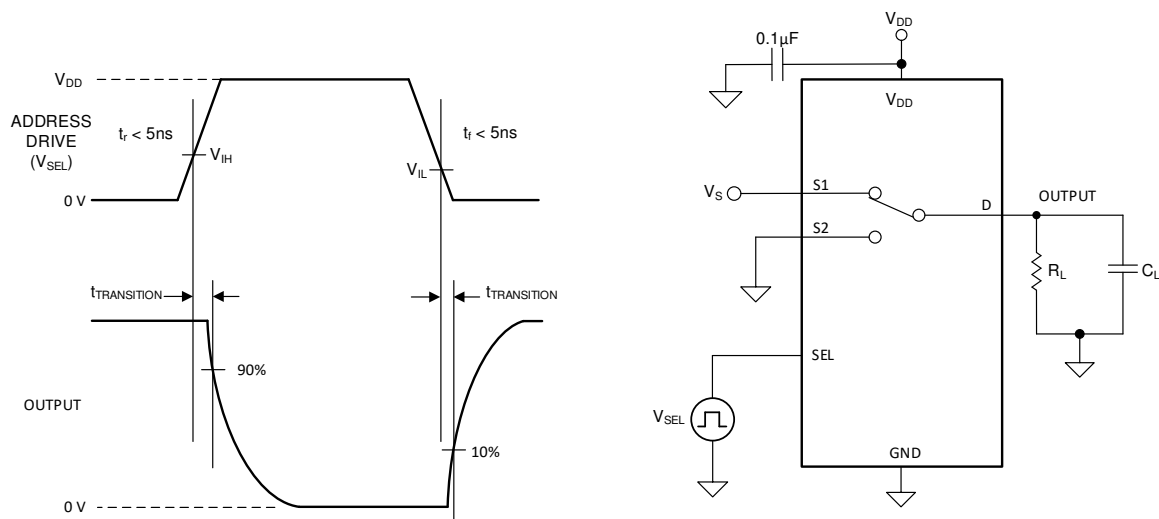 V_DD
ADDRESS
DRIVE
(V_SEL)
t_r < 5ns
V_IH
t_f < 5ns
V_IL
0 V
t_TRANSITION
t_TRANSITION
90%
OUTPUT
10%
0 V
V_DD
0.1µF
V_DD
V_S
S1
S2
D
OUTPUT
R_L
C_L
SEL
V_SEL
GND